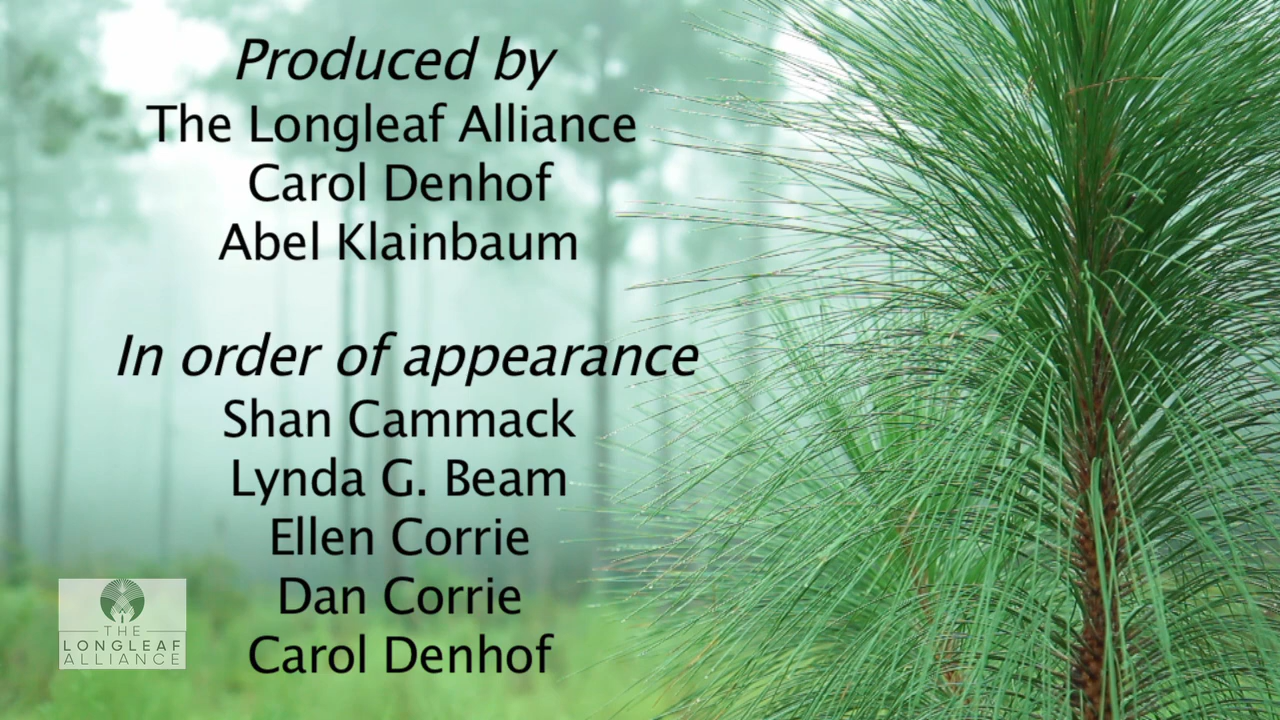 Produced by
The Longleaf Alliance
Carol Denhof
Abel Klainbaum
In order of appearance
Shan Cammack
Lynda G. Beam
Ellen Corrie
Dan Corrie
Carol Denhof
THE
LONGLEAF
ALLIANCE